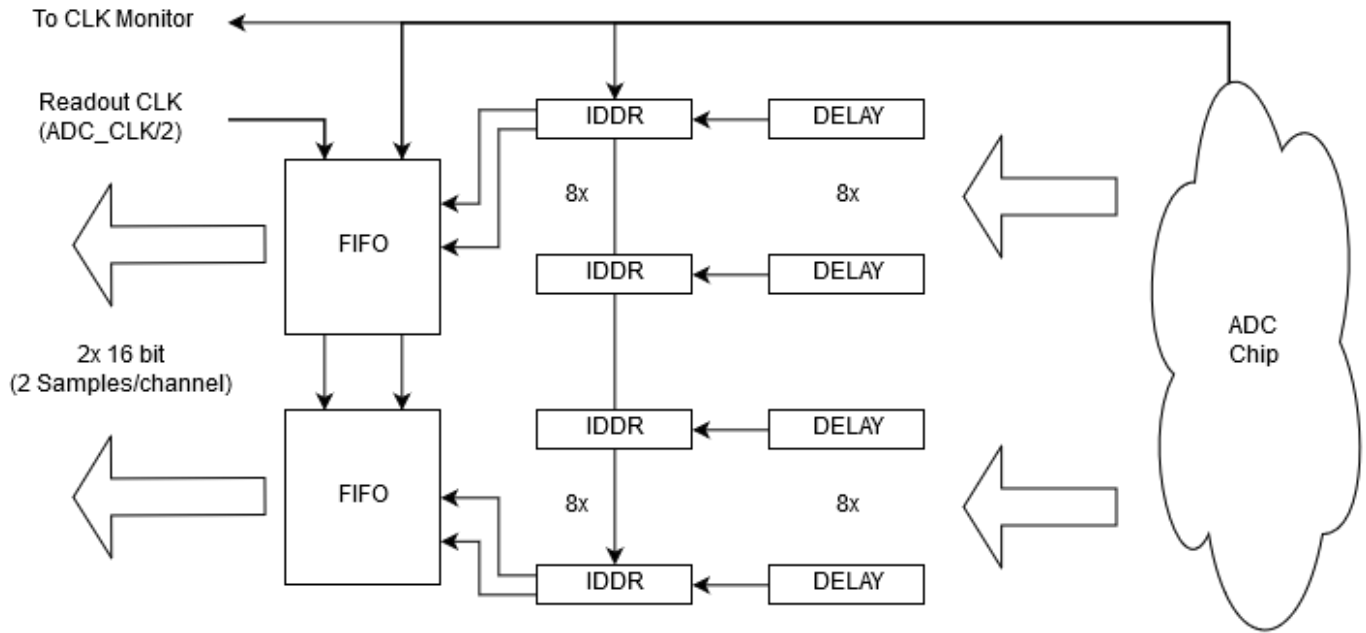 To CLK Monitor
Readout CLK
(ADC_CLK/2)
IDDR
DELAY
8x
8x
FIFO
IDDR
DELAY
ADC
Chip
2x 16 bit
(2 Samples/channel)
IDDR
DELAY
FIFO
8x
8x
IDDR
DELAY